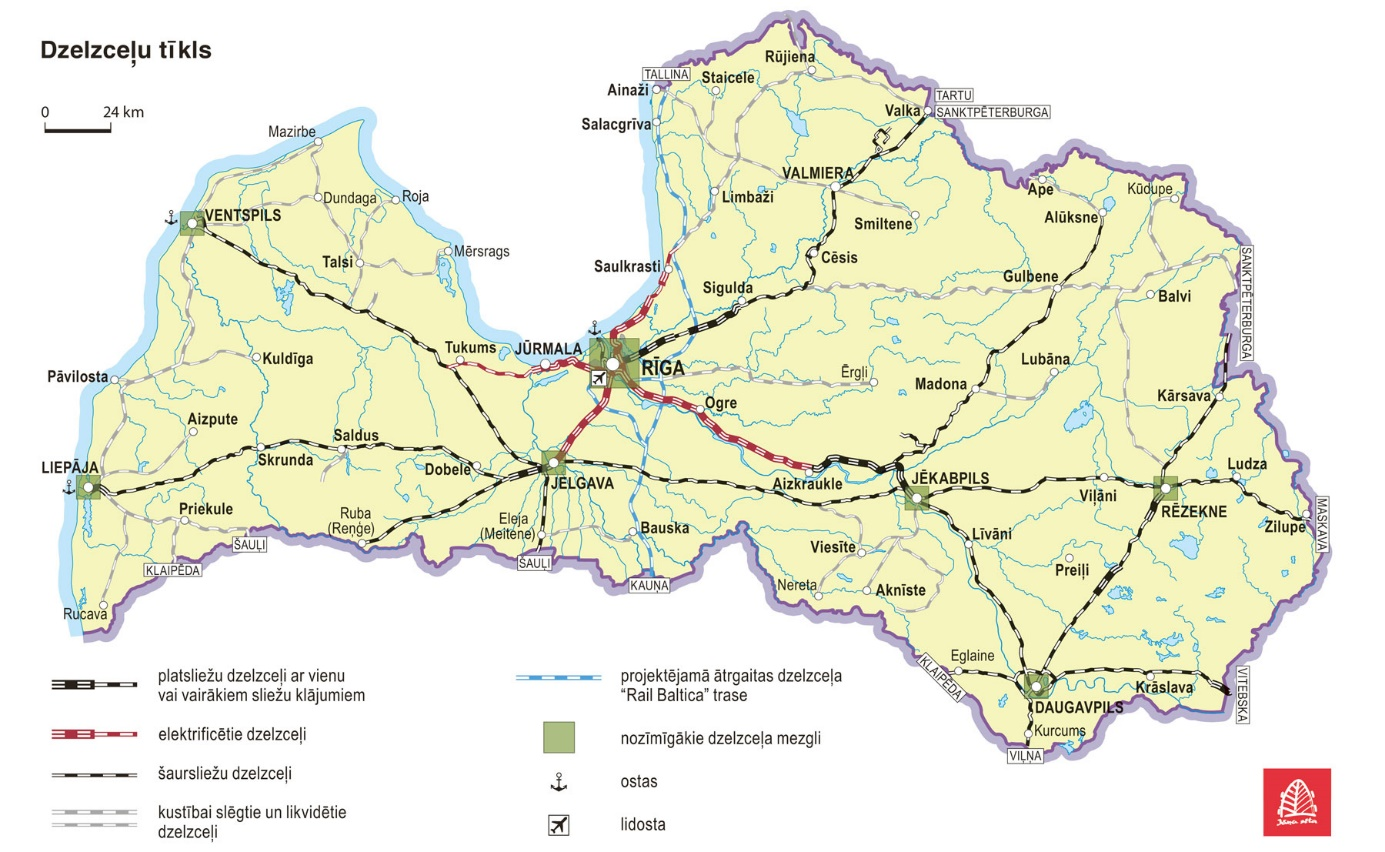 Dzelzceļu tīkls
0 24 km
TALLINA
Rūjiena
Staicele
Ainaži
TARTU
Valka
SANKTPĒTERBURGA
Salacgrīva
Mazirbe
VALMIERA
Ape
Kūdupe
Dundaga
Roja
Limbaži
Alūksne
VENTSPILS
Smiltene
Mērsrags
Talsi
Cēsis
Saulkrasti
Gulbene
Sigulda
Balvi
SANKTPĒTERBURGA
Tukums
JŪRMALA
Kuldīga
RĪGA
Lubāna
Ērgļi
Pāvilosta
Madona
Kārsava
Ogre
Aizpute
Saldus
LIEPĀJA
Skrunda
Dobele
JELGAVA
Aizkraukle
JĒKABPILS
Viļāni
Ludza
RĒZEKNE
Priekule
Ruba
(Reņģe)
Eleja
(Meitene)
Bauska
Zilupe
MASKAVA
ŠAUĻI
Viesīte
Līvāni
KLAIPĒDA
ŠAUĻI
KAUŅA
Preiļi
Nereta
Aknīste
Rucava
Eglaine
KLAIPĒDA
Krāslava
VITEBSKA
DAUGAVPILS
Kurcums
VIĻŅA
platsliežu dzelzceļi ar vienu
vai vairākiem sliežu klājumiem
elektrificētie dzelzceļi
šaursliežu dzelzceļi
kustībai slēgtie un likvidētie
dzelzceļi
projektējamā ātrgaitas dzelzceļa
“Rail Baltica” trase
nozīmīgākie dzelzceļa mezgli
ostas
lidosta
Jāņa sēta